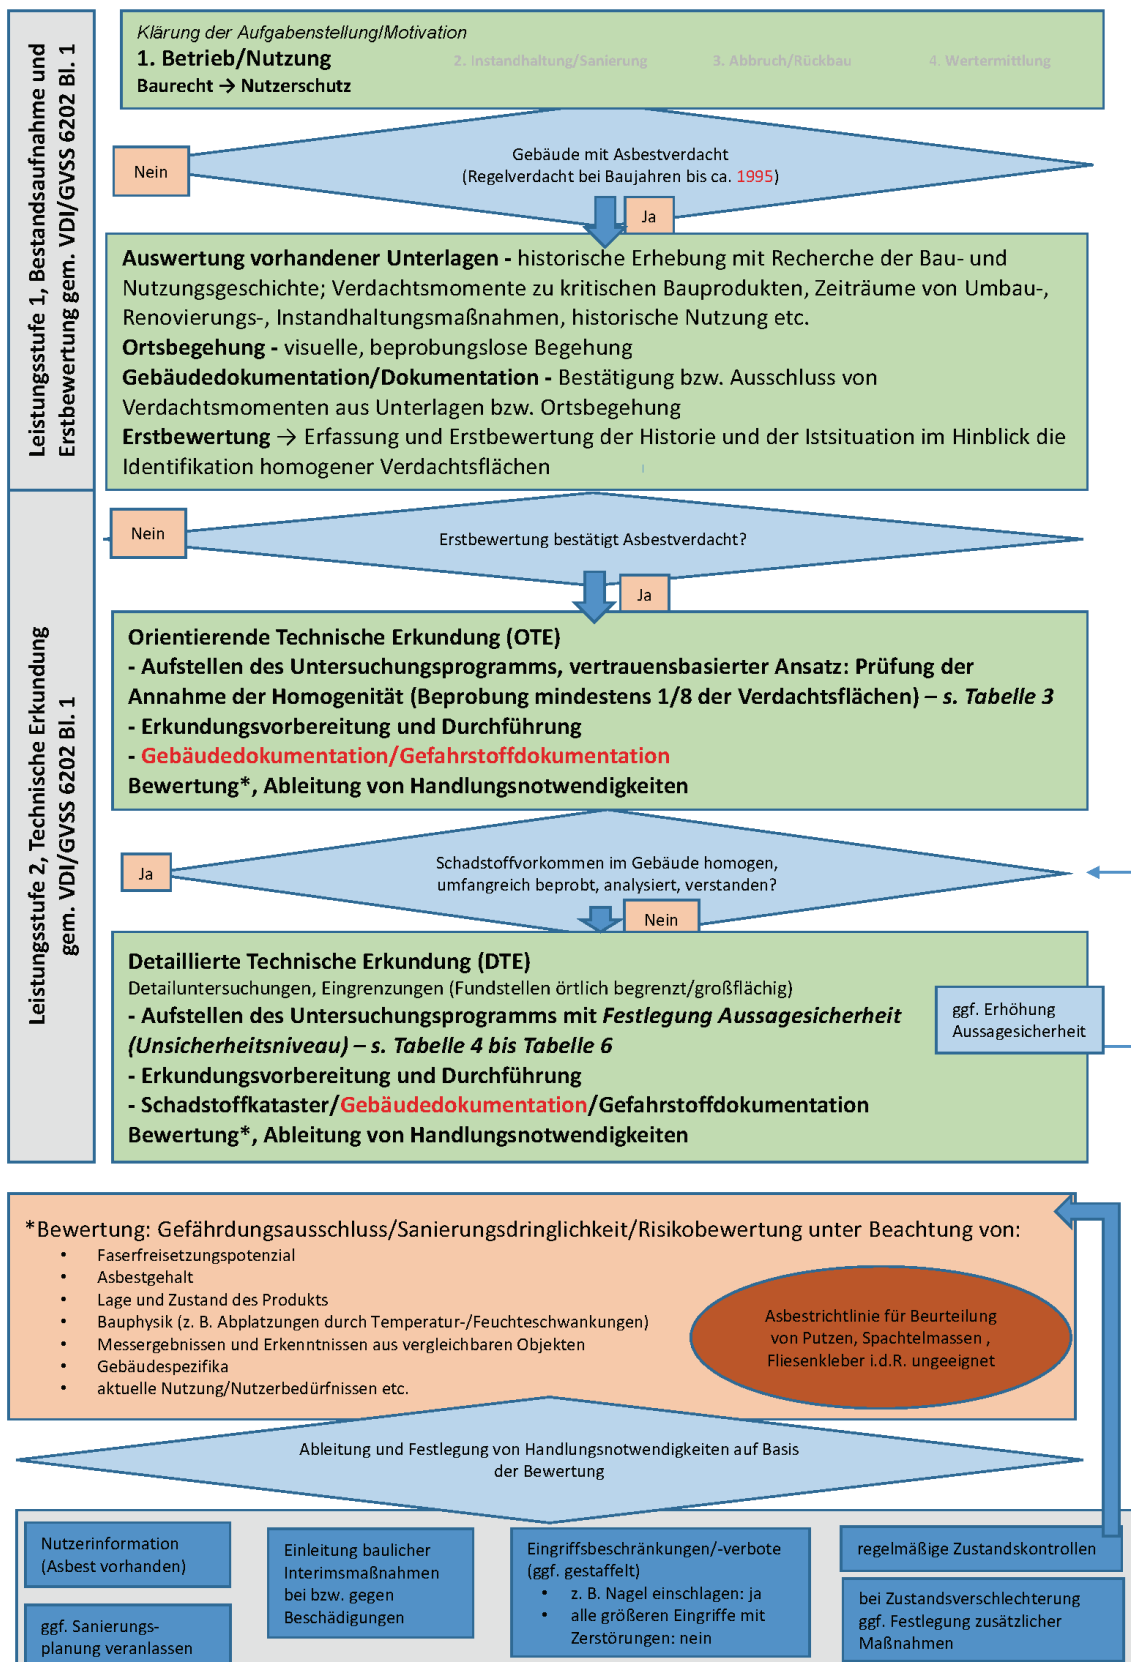 Leistungsstufe 1, Bestandsaufnahme und
Erstbewertung gem. VDI/GVSS 6202 Bl. 1
Klärung der Aufgabenstellung/Motivation
1. Betrieb/Nutzung
2. Instandhaltung/Sanierung
3. Abbruch/Rückbau
4. Wertermittlung
Baurecht → Nutzerschutz
Nein
Gebäude mit Asbestverdacht
(Regelverdacht bei Baujahren bis ca. 1995)
Ja
Auswertung vorhandener Unterlagen - historische Erhebung mit Recherche der Bau- und
Nutzungsgeschichte; Verdachtsmomente zu kritischen Bauprodukten, Zeiträume von Umbau-,
Renovierungs-, Instandhaltungsmaßnahmen, historische Nutzung etc.
Ortsbegehung - visuelle, beprobungslose Begehung
Gebäudedokumentation/Dokumentation - Bestätigung bzw. Ausschluss von
Verdachtsmomenten aus Unterlagen bzw. Ortsbegehung
Erstbewertung → Erfassung und Erstbewertung der Historie und der Istsituation im Hinblick die
Identifikation homogener Verdachtsflächen
Leistungsstufe 2, Technische Erkundung
gem. VDI/GVSS 6202 Bl. 1
Nein
Erstbewertung bestätigt Asbestverdacht?
Ja
Orientierende Technische Erkundung (OTE)
- Aufstellen des Untersuchungsprogramms, vertrauensbasierter Ansatz: Prüfung der
Annahme der Homogenität (Beprobung mindestens 1/8 der Verdachtsflächen) – s. Tabelle 3
- Erkundungsvorbereitung und Durchführung
- Gebäudedokumentation/Gefahrstoffdokumentation
Bewertung*, Ableitung von Handlungsnotwendigkeiten
Ja
Schadstoffvorkommen im Gebäude homogen,
umfangreich beprobt, analysiert, verstanden?
Nein
Detaillierte Technische Erkundung (DTE)
Detailuntersuchungen, Eingrenzungen (Fundstellen örtlich begrenzt/großflächig)
- Aufstellen des Untersuchungsprogramms mit Festlegung Aussagesicherheit
(Unsicherheitsniveau) – s. Tabelle 4 bis Tabelle 6
- Erkundungsvorbereitung und Durchführung
- Schadstoffkataster/Gebäudedokumentation/Gefahrstoffdokumentation
Bewertung*, Ableitung von Handlungsnotwendigkeiten
ggf. Erhöhung
Aussagesicherheit
*Bewertung: Gefährdungsausschluss/Sanierungsdringlichkeit/Risikobewertung unter Beachtung von:
• Faserfreisetzungspotenzial
• Asbestgehalt
• Lage und Zustand des Produkts
• Bauphysik (z. B. Abplatzungen durch Temperatur-/Feuchteschwankungen)
• Messergebnissen und Erkenntnissen aus vergleichbaren Objekten
• Gebäudespezifika
• aktuelle Nutzung/Nutzerbedürfnissen etc.
Asbestrichtlinie für Beurteilung
von Putzen, Spachtelmassen ,
Fliesenkleber i.d.R. ungeeignet
Ableitung und Festlegung von Handlungsnotwendigkeiten auf Basis
der Bewertung
Nutzerinformation
(Asbest vorhanden)
ggf. Sanierungs-
planung veranlassen
Einleitung baulicher
Interimsmaßnahmen
bei bzw. gegen
Beschädigungen
Eingriffsbeschränkungen/-verbote
(ggf. gestaffelt)
• z. B. Nagel einschlagen: ja
• alle größeren Eingriffe mit
Zerstörungen: nein
regelmäßige Zustandskontrollen
bei Zustandsverschlechterung
ggf. Festlegung zusätzlicher
Maßnahmen